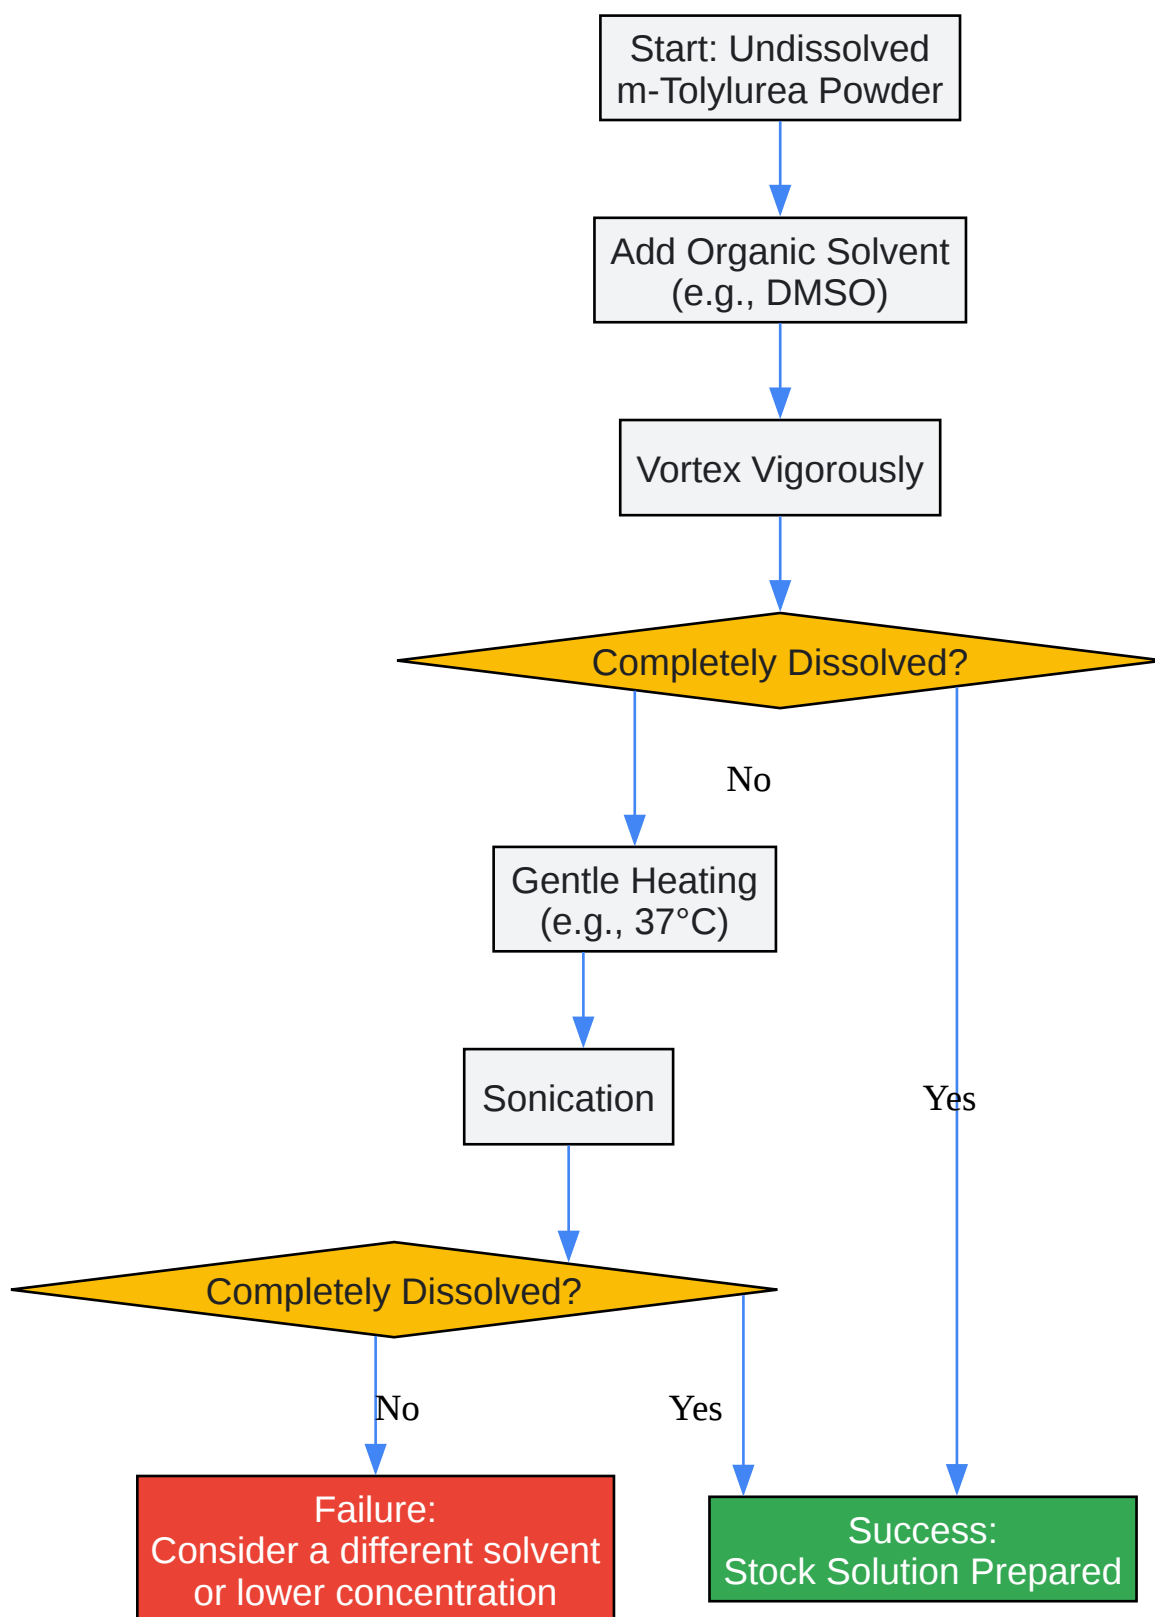 Start: Undissolved
m-Tolylurea Powder
Add Organic Solvent
(e.g., DMSO)
Vortex Vigorously
Completely Dissolved?
No
Gentle Heating
(e.g., 37°C)
Sonication
Yes
Completely Dissolved?
No
Yes
Failure:
Consider a different solvent
or lower concentration
Success:
Stock Solution Prepared